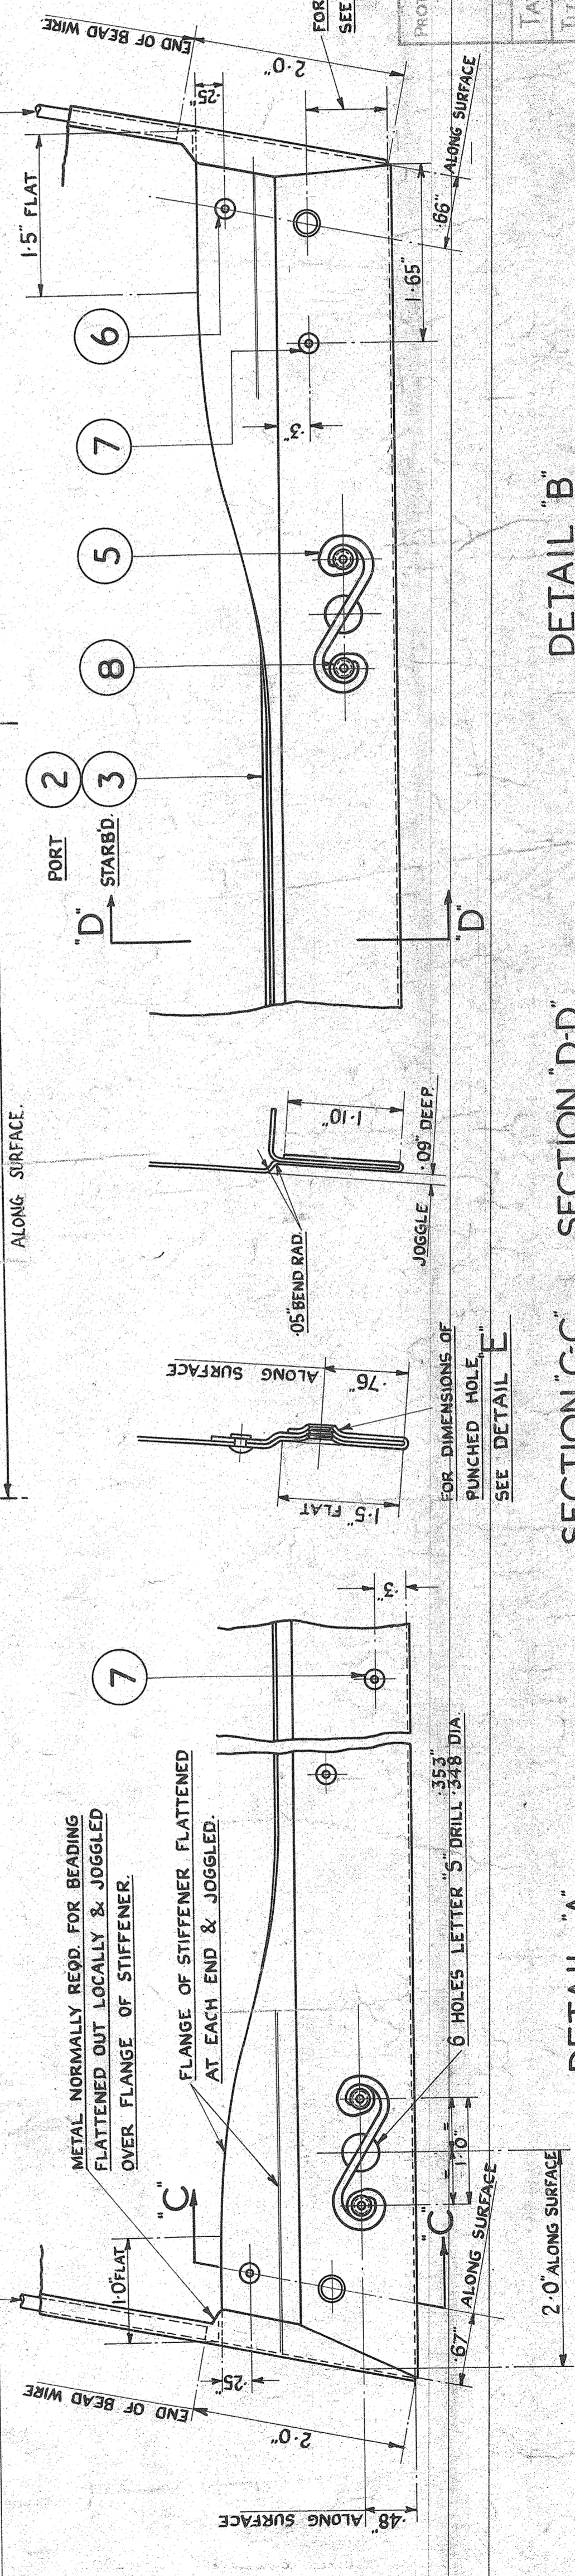 METAL NORMALLY REQD. FOR BEADING
FLATTENED OUT LOCALLY & JOGGLED
OVER FLANGE OF STIFFENER.
FLANGE OF STIFFENER FLATTENED
AT EACH END & JOGGLED.
"C"
1·0" FLAT
END OF BEAD WIRE
·25"
2·0"
·48"
ALONG SURFACE
·67" ALONG SURFACE
"C"
= =
1·10"
2·0" ALONG SURFACE
6 HOLES LETTER "S" DRILL ·348 DIA.
·353"
7
·3"
DETAIL "A"
ALONG SURFACE.
ALONG SURFACE
·76"
1·5" FLAT
FOR DIMENSIONS OF
PUNCHED HOLE
SEE DETAIL "E"
SECTION "C-C"
·05" BEND RAD.
1·10"
JOGGLE ·09" DEEP.
SECTION "D-D"
"D"
"D"
PORT 2
STARB'D. 3
8
5
7
6
1·5" FLAT
END OF BEAD WIRE.
·25"
2·0"
·3"
1·65"
·66" ALONG SURFACE
FOR
SEE
DETAIL "B"
PROT
TA